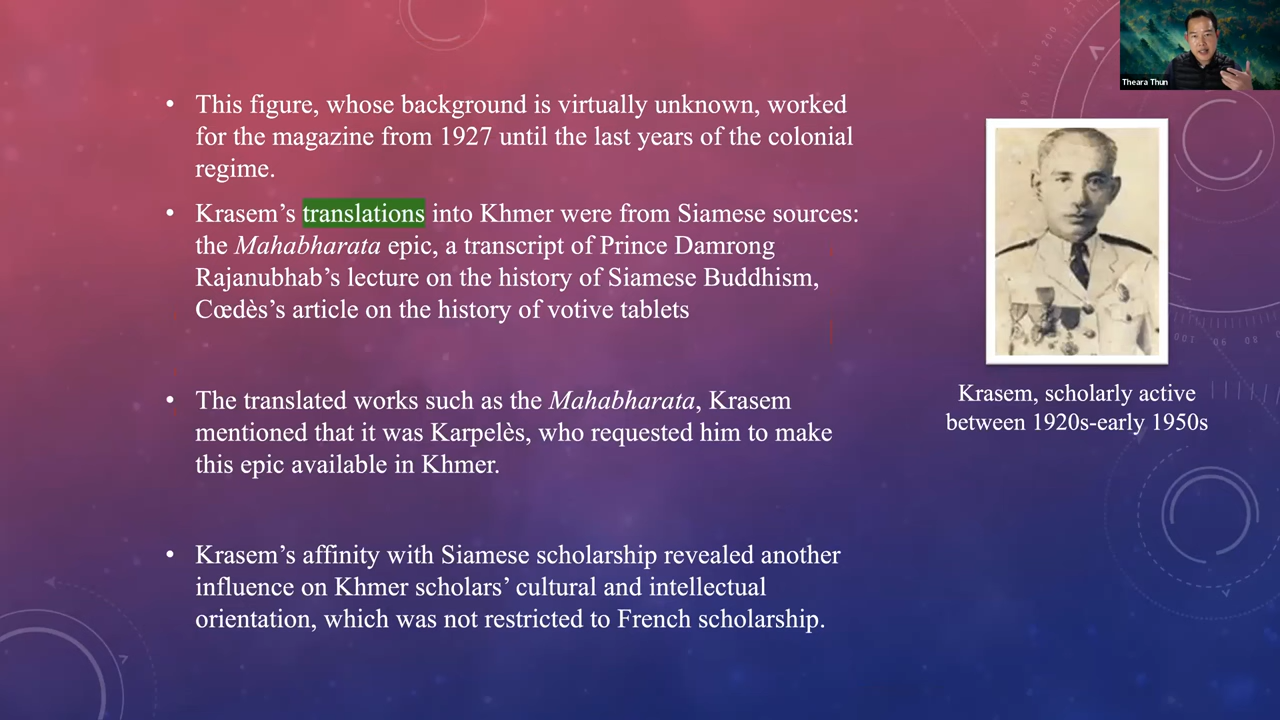 Theara Thun
• This figure, whose background is virtually unknown, worked
for the magazine from 1927 until the last years of the colonial
regime.
• Krasem’s translations into Khmer were from Siamese sources:
the Mahabharata epic, a transcript of Prince Damrong
Rajanubhab’s lecture on the history of Siamese Buddhism,
Cœdès’s article on the history of votive tablets
• The translated works such as the Mahabharata, Krasem
mentioned that it was Karpelès, who requested him to make
this epic available in Khmer.
• Krasem’s affinity with Siamese scholarship revealed another
influence on Khmer scholars’ cultural and intellectual
orientation, which was not restricted to French scholarship.
Krasem, scholarly active
between 1920s-early 1950s